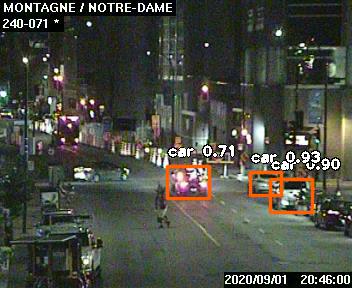 MONTAGNE / NOTRE-DAME
240-071 *
car 0.71
car 0.93
car 0.90
2020/09/01 20:46:00